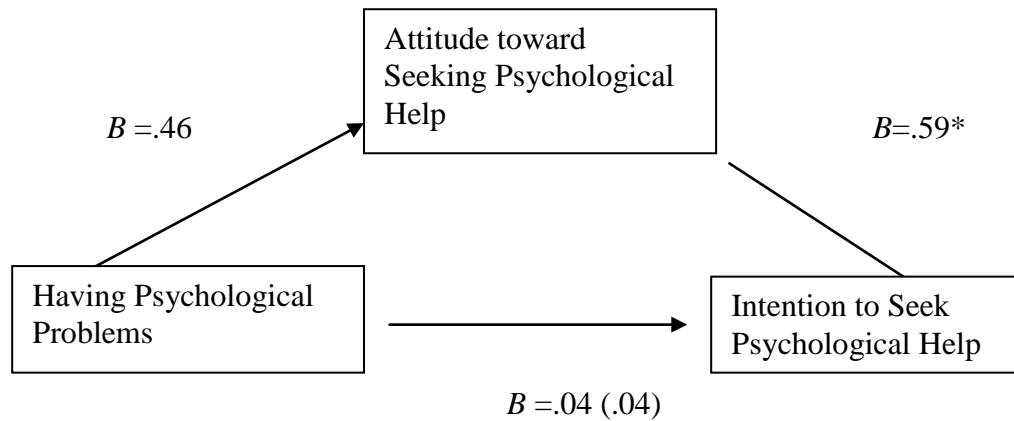 Attitude toward
Seeking Psychological
Help
B =.46
B=.59*
Having Psychological
Problems
Intention to Seek
Psychological Help
B =.04 (.04)